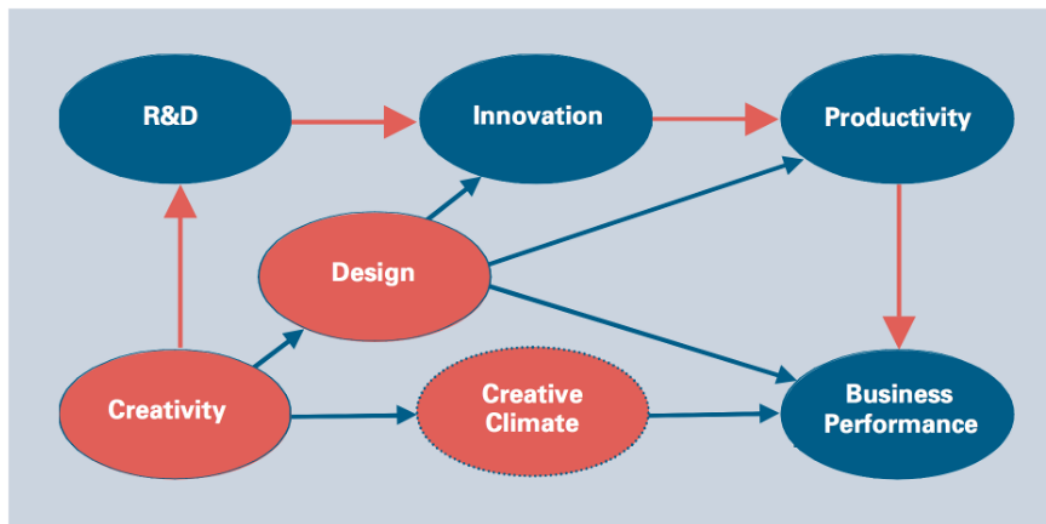 R&D
Innovation
Productivity
Design
Creativity
Creative
Climate
Business
Performance